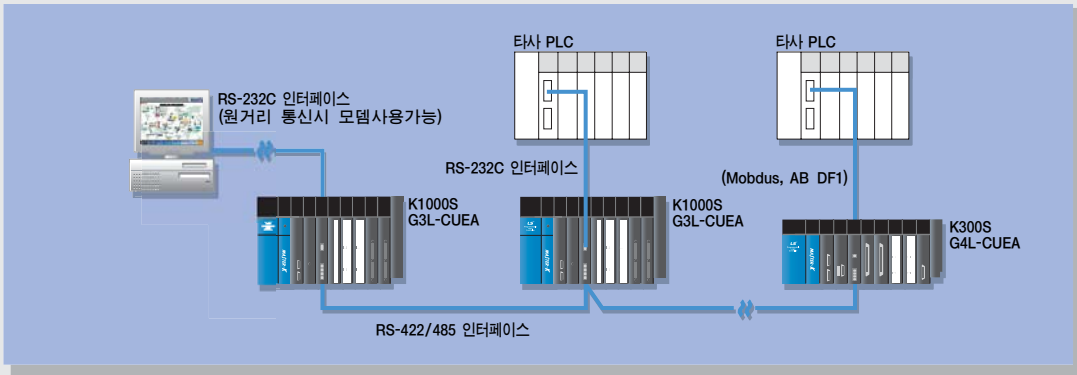 타사 PLC
타사 PLC
RS-232C 인터페이스
(원거리 통신시 모뎀사용가능)
RS-232C 인터페이스
(Mobdus, AB DF1)
K1000S
G3L-CUEA
K1000S
G3L-CUEA
K300S
G4L-CUEA
RS-422/485 인터페이스